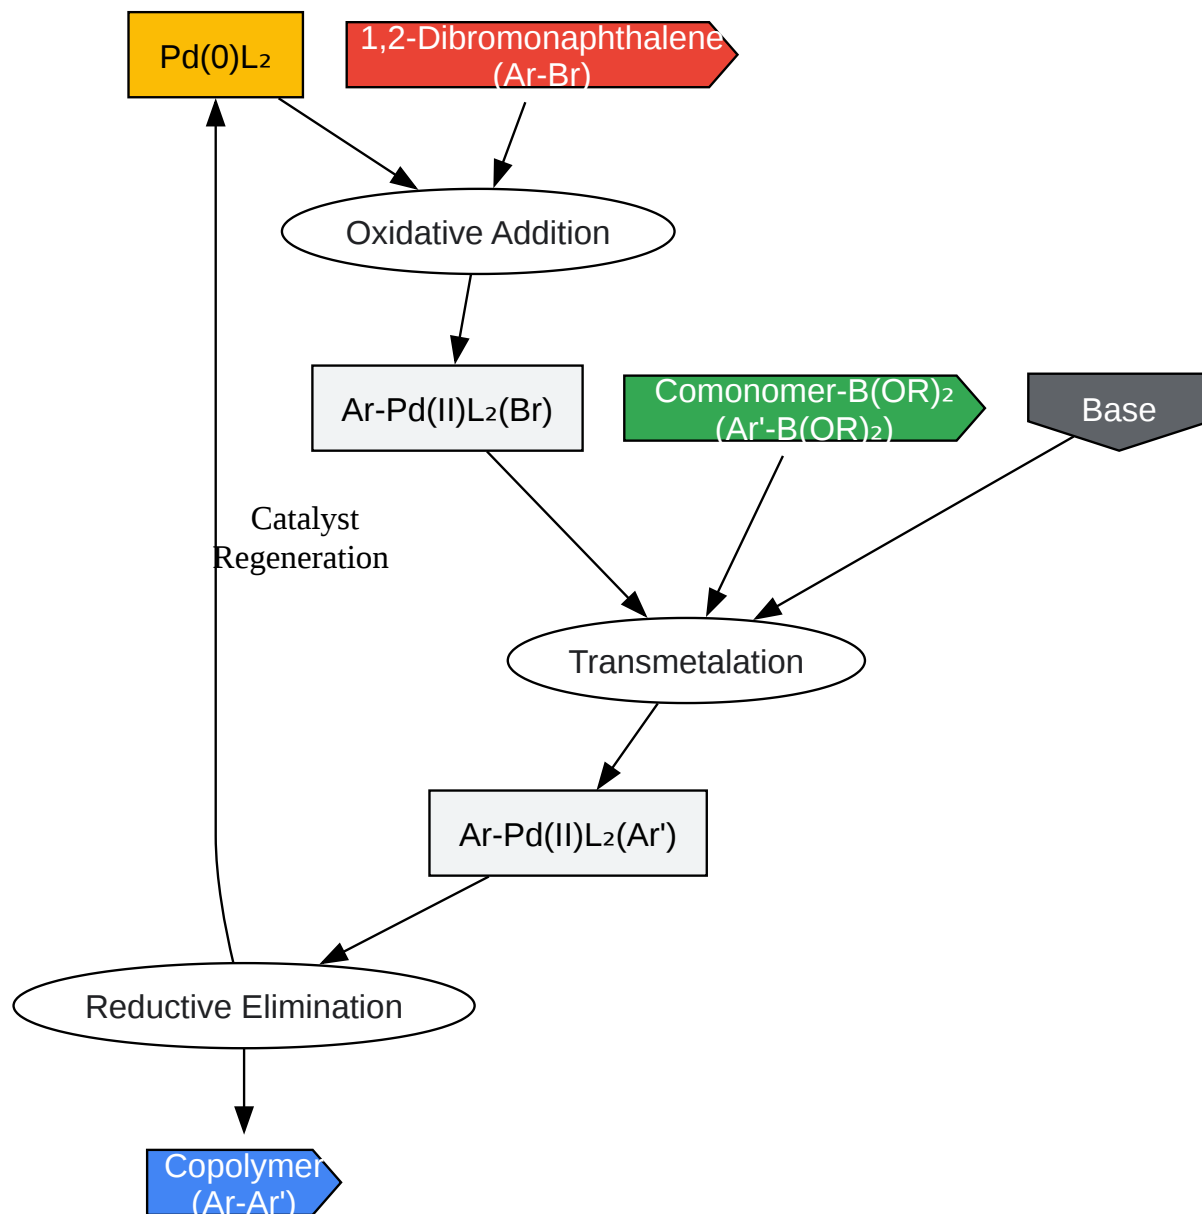 Pd(0)L₂
1,2-Dibromonaphthalene
(Ar-Br)
Oxidative Addition
Ar-Pd(II)L₂(Br)
Comonomer-B(OR)₂
(Ar'-B(OR)₂)
Base
Catalyst
Regeneration
Transmetalation
Ar-Pd(II)L₂(Ar')
Reductive Elimination
Copolymer
(Ar-Ar')